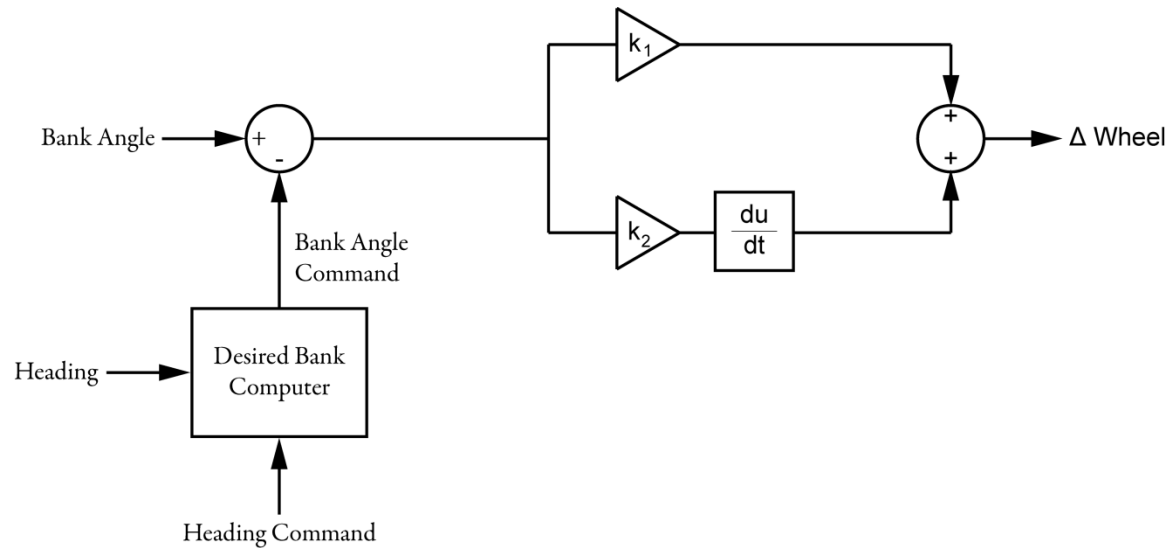 k₁
Bank Angle
+
-
+
+
Δ Wheel
k₂
du
dt
Bank Angle
Command
Desired Bank
Computer
Heading
Heading Command